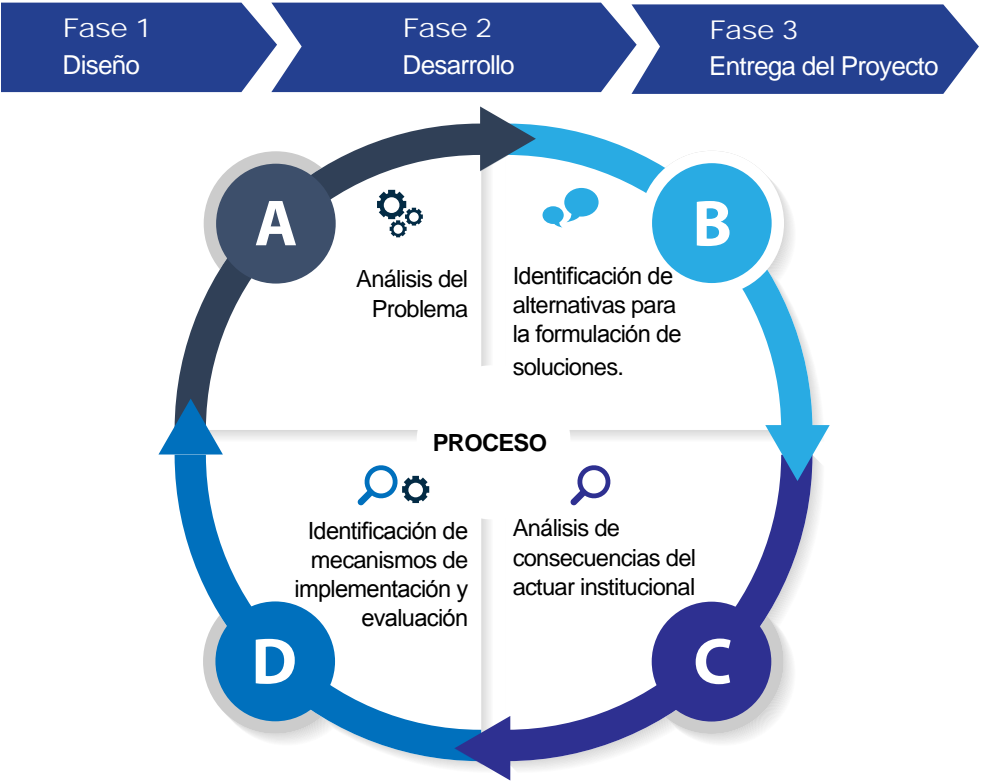 Fase 1
Diseño
Fase 2
Desarrollo
Fase 3
Entrega del Proyecto
A
Análisis del
Problema
B
Identificación de
alternativas para
la formulación de
soluciones.
PROCESO
D
Identificación de
mecanismos de
implementación y
evaluación
C
Análisis de
consecuencias del
actuar institucional